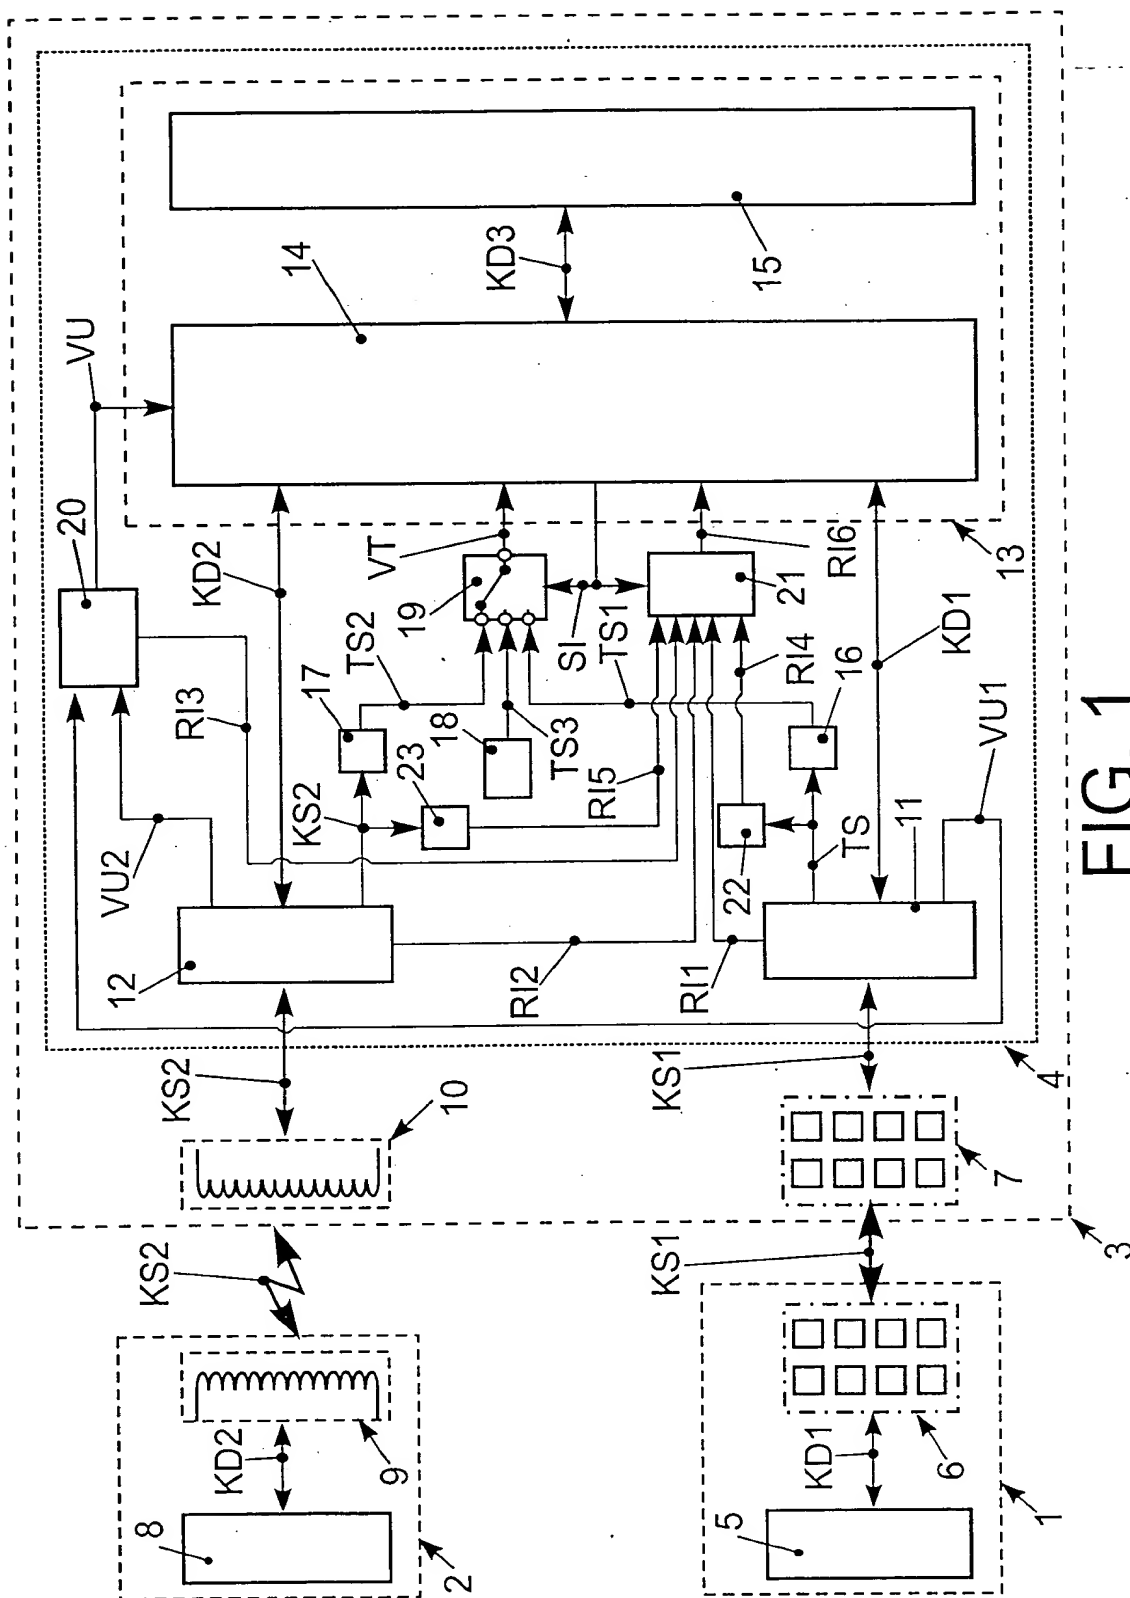 VU
20
KD2
RI3
VU2
12
KS2
10
KS2
8
KD2
9
2
14
KD3
15
VT
19
TS2
17
KS2
23
18
TS3
SI
TS1
RI5
RI6
21
13
RI4
16
KD1
VU1
22
TS
11
RI2
RI1
KS1
4
7
KS1
3
5
KD1
6
1
FIG. 1